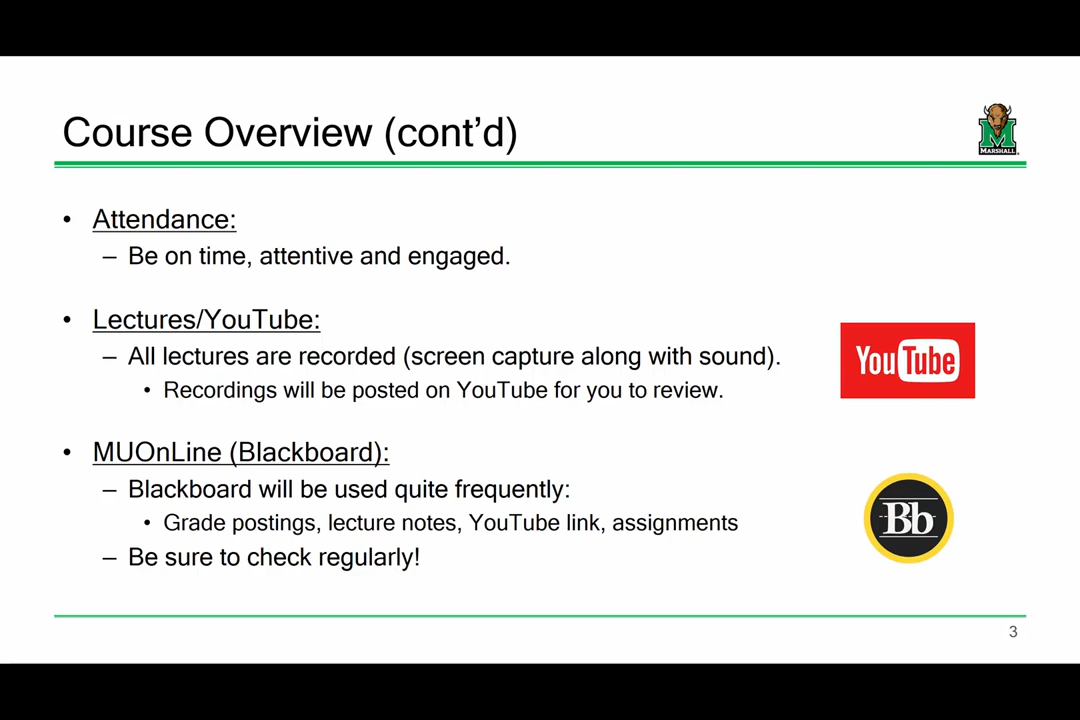 Course Overview (cont’d)
M
MARSHALL
• Attendance:
– Be on time, attentive and engaged.
• Lectures/YouTube:
– All lectures are recorded (screen capture along with sound).
• Recordings will be posted on YouTube for you to review.
YouTube
• MUOnLine (Blackboard):
– Blackboard will be used quite frequently:
• Grade postings, lecture notes, YouTube link, assignments
– Be sure to check regularly!
Bb
3